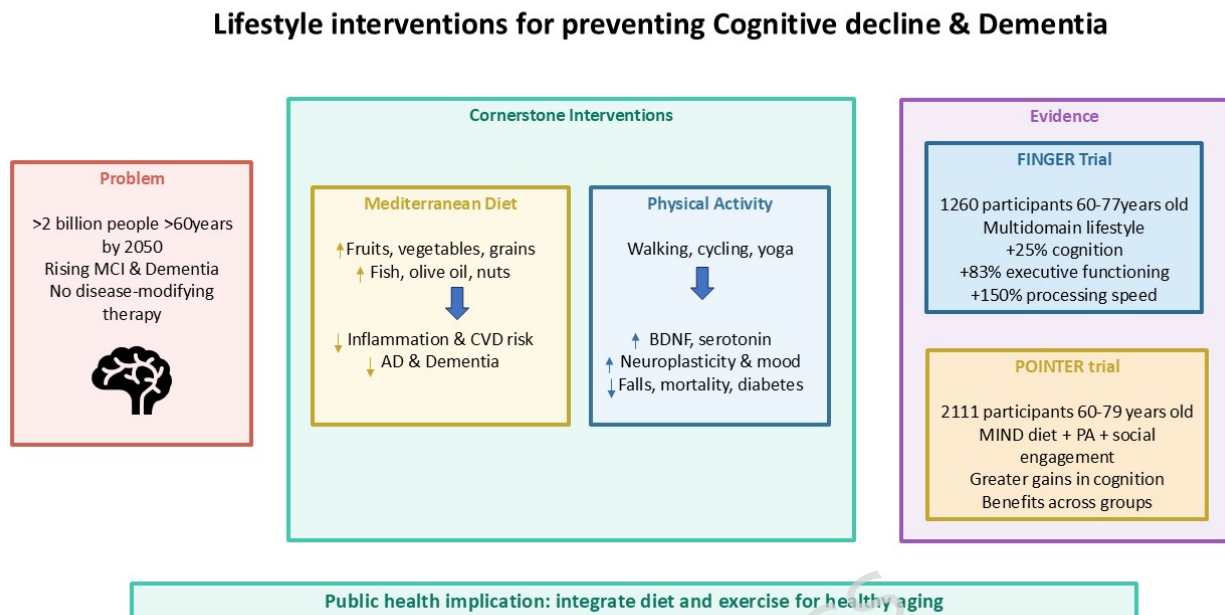 Lifestyle interventions for preventing Cognitive decline & Dementia
Problem
>2 billion people >60years
by 2050
Rising MCI & Dementia
No disease-modifying
therapy
Cornerstone Interventions
Mediterranean Diet
↑Fruits, vegetables, grains
↑ Fish, olive oil, nuts
↓ Inflammation & CVD risk
↓ AD & Dementia
Physical Activity
Walking, cycling, yoga
↑ BDNF, serotonin
↑ Neuroplasticity & mood
↓ Falls, mortality, diabetes
Evidence
FINGER Trial
1260 participants 60-77years old
Multidomain lifestyle
+25% cognition
+83% executive functioning
+150% processing speed
POINTER trial
2111 participants 60-79 years old
MIND diet + PA + social
engagement
Greater gains in cognition
Benefits across groups
Public health implication: integrate diet and exercise for healthy aging